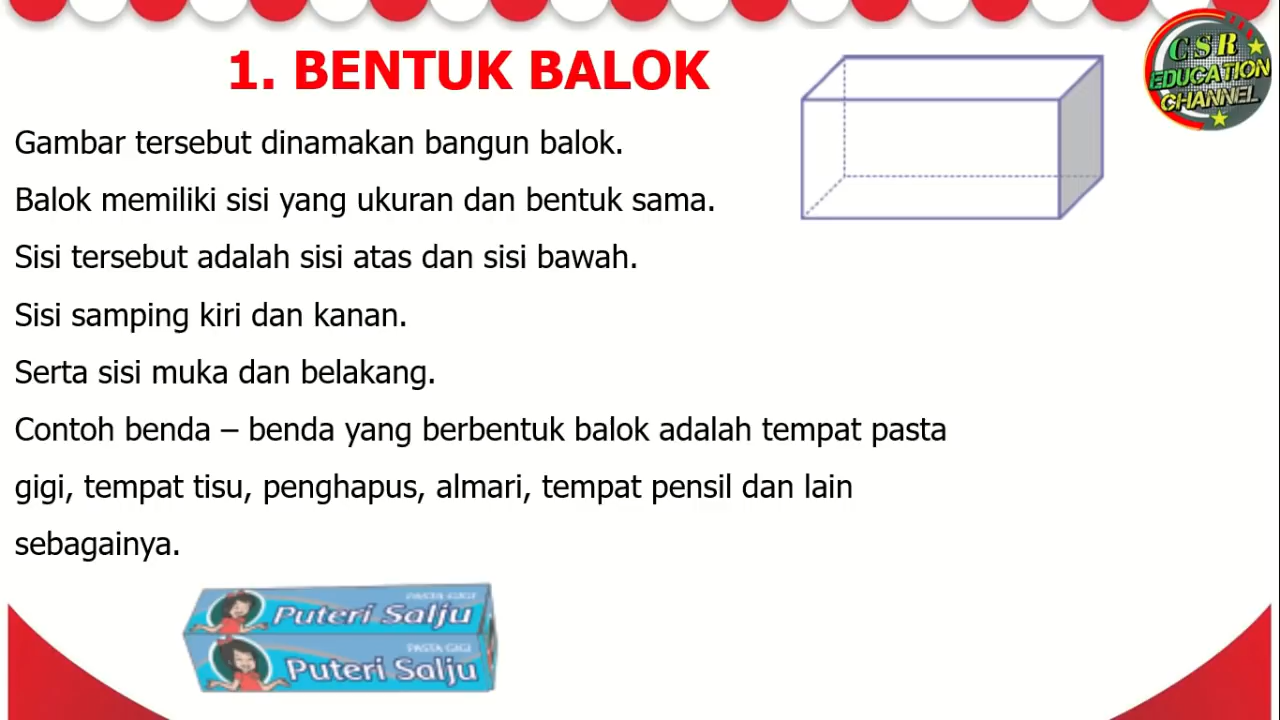 1. BENTUK BALOK
CSR
EDUCATION
CHANNEL
Gambar tersebut dinamakan bangun balok.
Balok memiliki sisi yang ukuran dan bentuk sama.
Sisi tersebut adalah sisi atas dan sisi bawah.
Sisi samping kiri dan kanan.
Serta sisi muka dan belakang.
Contoh benda – benda yang berbentuk balok adalah tempat pasta
gigi, tempat tisu, penghapus, almari, tempat pensil dan lain
sebagainya.
PASTA GIGI
Puteri Salju
PASTA GIGI
Puteri Salju